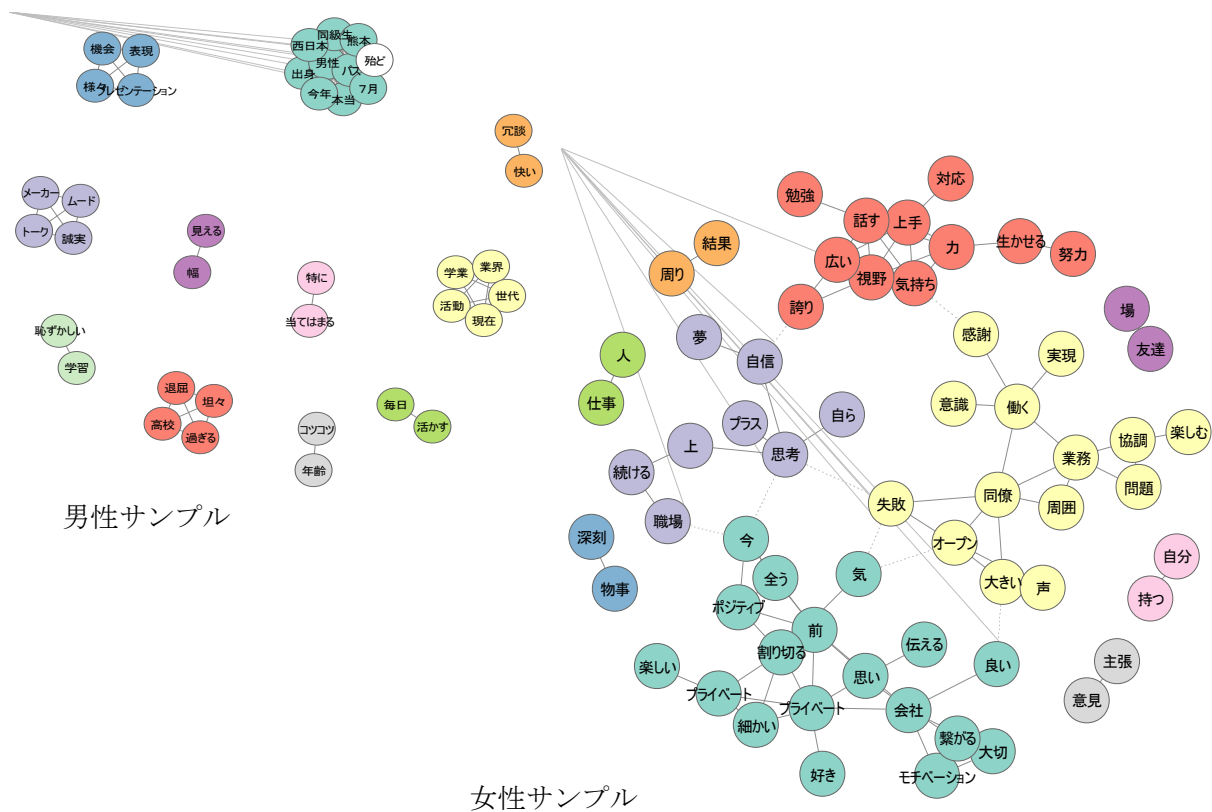 機会
表現
様々
プレゼンテーション
同級生
西日本
熊本
殆ど
男性
バス
出身
7月
今年
本当
冗談
快い
メーカー
ムード
トーク
誠実
見える
幅
特に
当てはまる
学業
業界
世代
活動
現在
恥ずかしい
学習
退屈
坦々
高校
過ぎる
コツコツ
年齢
毎日
活かす
男性サンプル
勉強
対応
話す
上手
力
生かせる
努力
広い
視野
気持ち
誇り
結果
周り
場
友達
夢
自信
人
仕事
プラス
自ら
上
思考
続ける
職場
感謝
実現
意識
働く
楽しむ
協調
業務
問題
周囲
同僚
失敗
オープン
大きい
声
深刻
物事
自分
持つ
今
全う
気
ポジティブ
前
割り切る
伝える
思い
良い
楽しい
プライベート
プライベート
細かい
会社
繋がる
大切
モチベーション
好き
主張
意見
女性サンプル